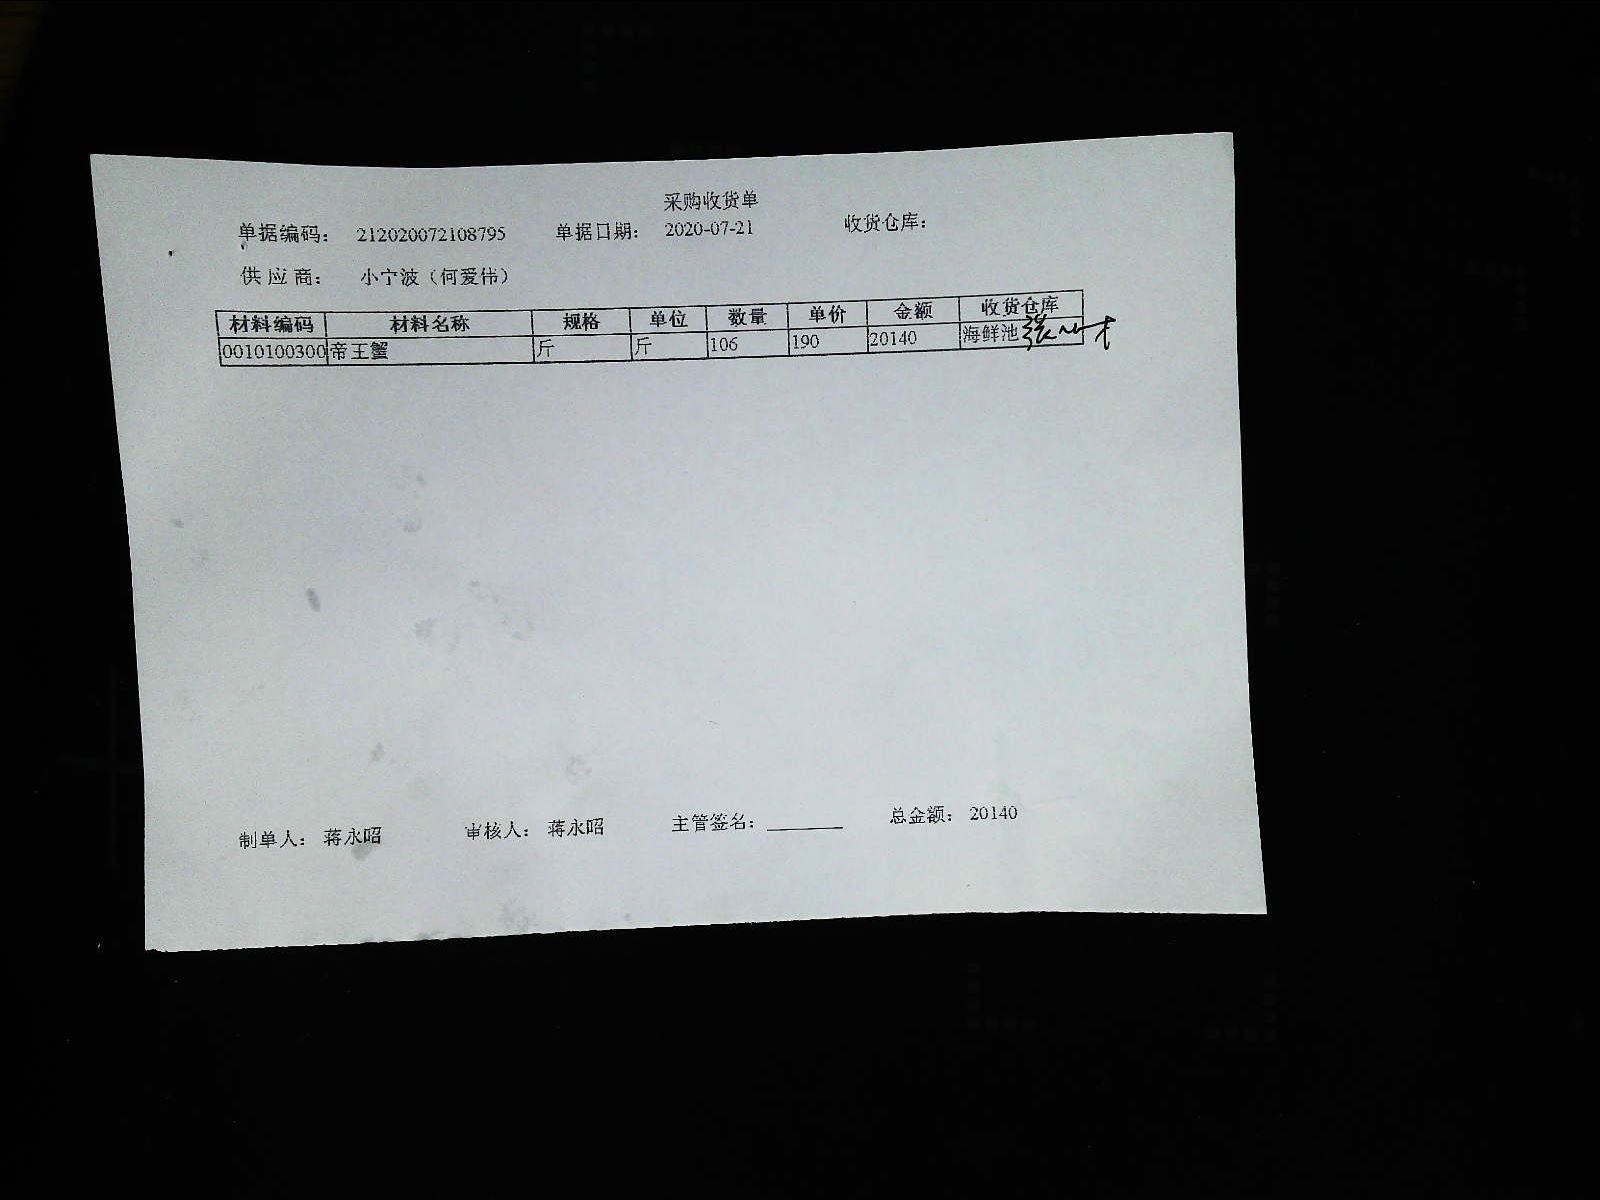 采购收货单
单据编码： 212020072108795 单据日期： 2020-07-21 收货仓库：
供 应 商： 小宁波（何爱伟）
材料编码 材料名称 规格 单位 数量 单价 金额 收货仓库
0010100300 帝王蟹 斤 斤 106 190 20140 海鲜池
制单人： 蒋永昭 审核人： 蒋永昭 主管签名：________ 总金额： 20140